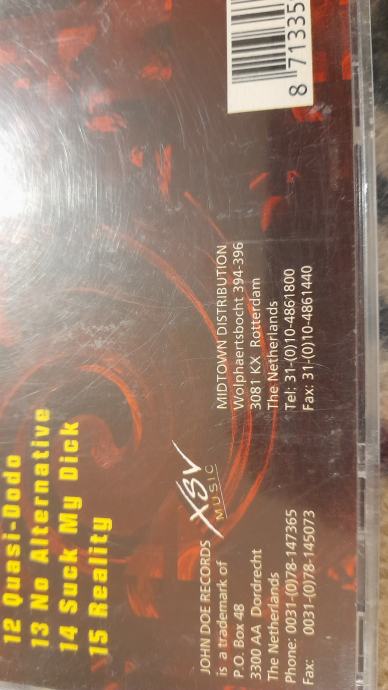 12 Quasi-Dodo
13 No Alternative
14 Suck My Dick
15 Reality
JOHN DOE RECORDS
is a trademark of
P.O. Box 48
3300 AA Dordrecht
The Netherlands
Phone: 0031-(0)78-147365
Fax: 0031-(0)78-145073
XSV
MUSIC
MIDTOWN DISTRIBUTION
Wolphaertsbocht 394-396
3081 KX Rotterdam
The Netherlands
Tel: 31-(0)10-4861800
Fax: 31-(0)10-4861440
8 71335